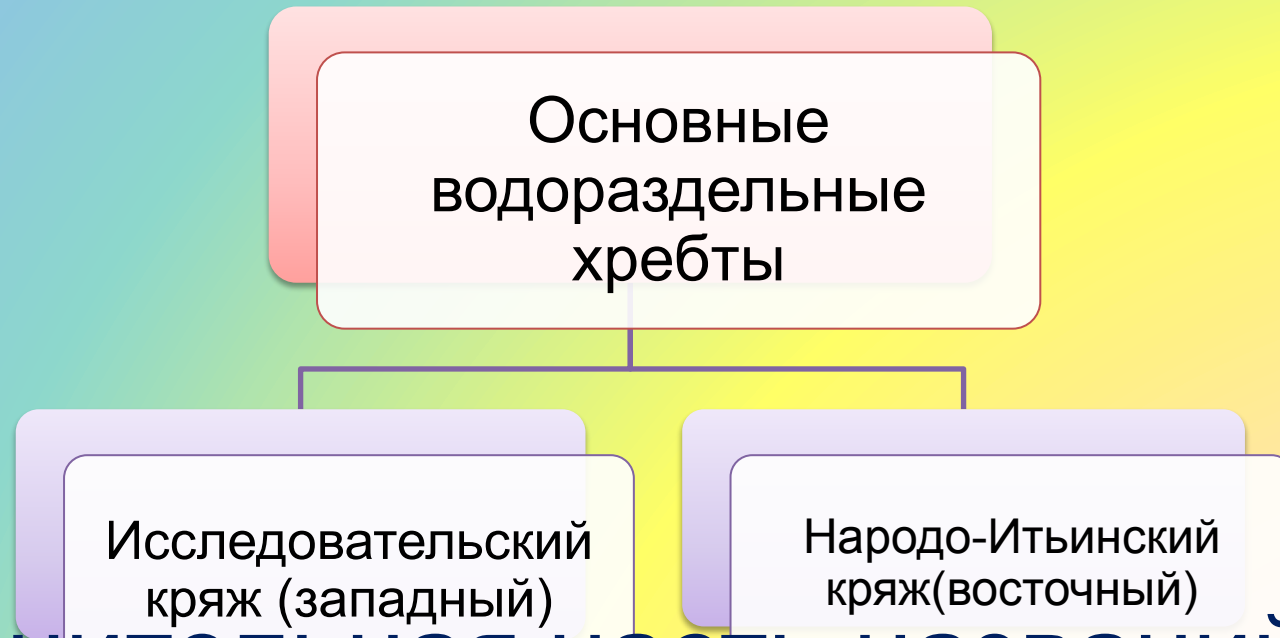 Основные
водораздельные
хребты
Исследовательский
кряж (западный)
Народо-Итьинский
кряж(восточный)